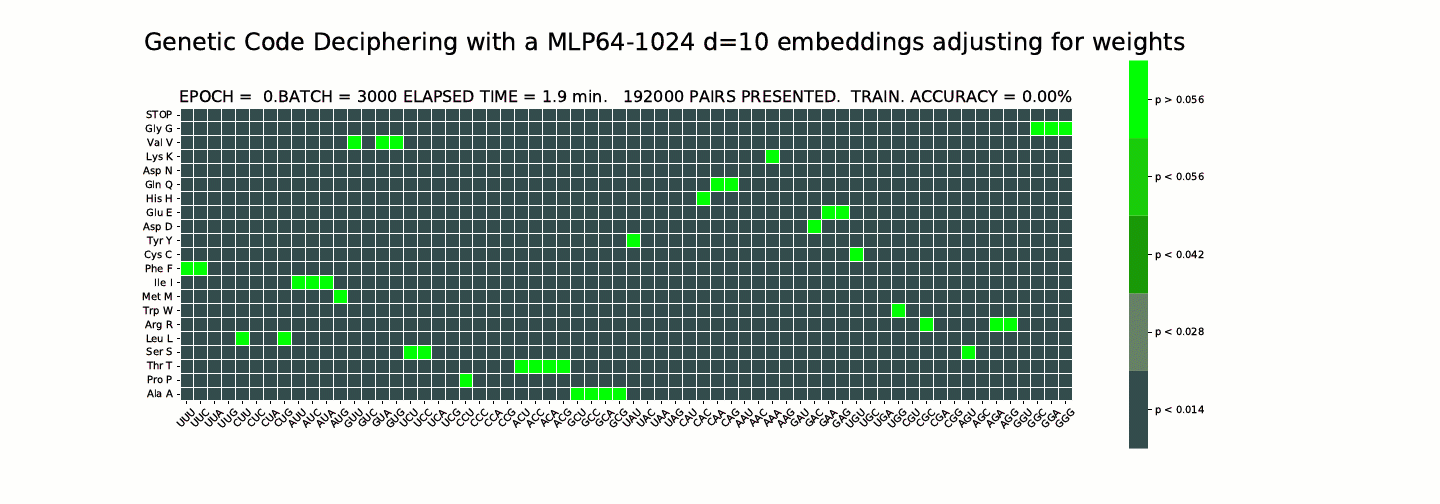 Genetic Code Deciphering with a MLP64-1024 d=10 embeddings adjusting for weights
EPOCH = 0.BATCH = 3000 ELAPSED TIME = 1.9 min. 192000 PAIRS PRESENTED. TRAIN. ACCURACY = 0.00%
STOP
Gly G
Val V
Lys K
Asp N
Gln Q
His H
Glu E
Asp D
Tyr Y
Cys C
Phe F
Ile I
Met M
Trp W
Arg R
Leu L
Ser S
Thr T
Pro P
Ala A
UUU UUC UUA UUG CUU CUC CUA CUG AUU AUC AUA AUG GUU GUC GUA GUG UCU UCC UCA UCG CCU CCC CCA CCG ACU ACC ACA ACG GCU GCC GCA GCG UAU UAC UAA UAG CAU CAC CAA CAG AAU AAC AAA AAG GAU GAC GAA GAG UGU UGC UGA UGG CGU CGC CGA CGG AGU AGC AGA AGG GGU GGC GGA GGG
p > 0.056
p < 0.056
p < 0.042
p < 0.028
p < 0.014